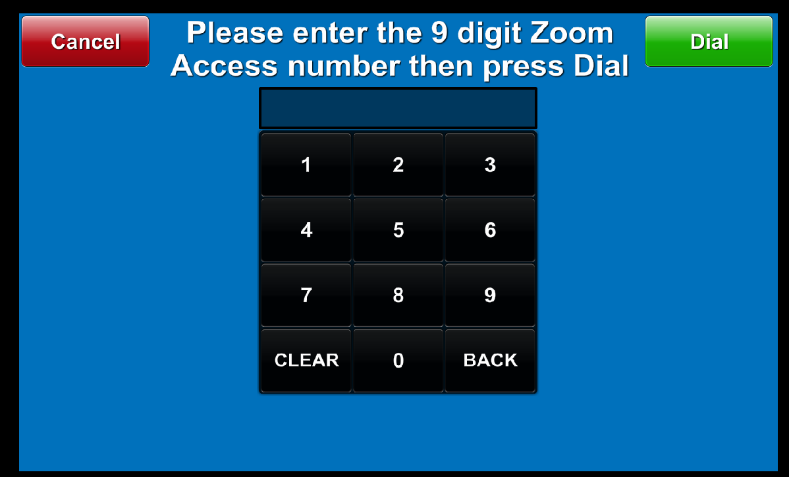 Cancel
Please enter the 9 digit Zoom
Access number then press Dial
Dial
1 2 3
4 5 6
7 8 9
CLEAR 0 BACK